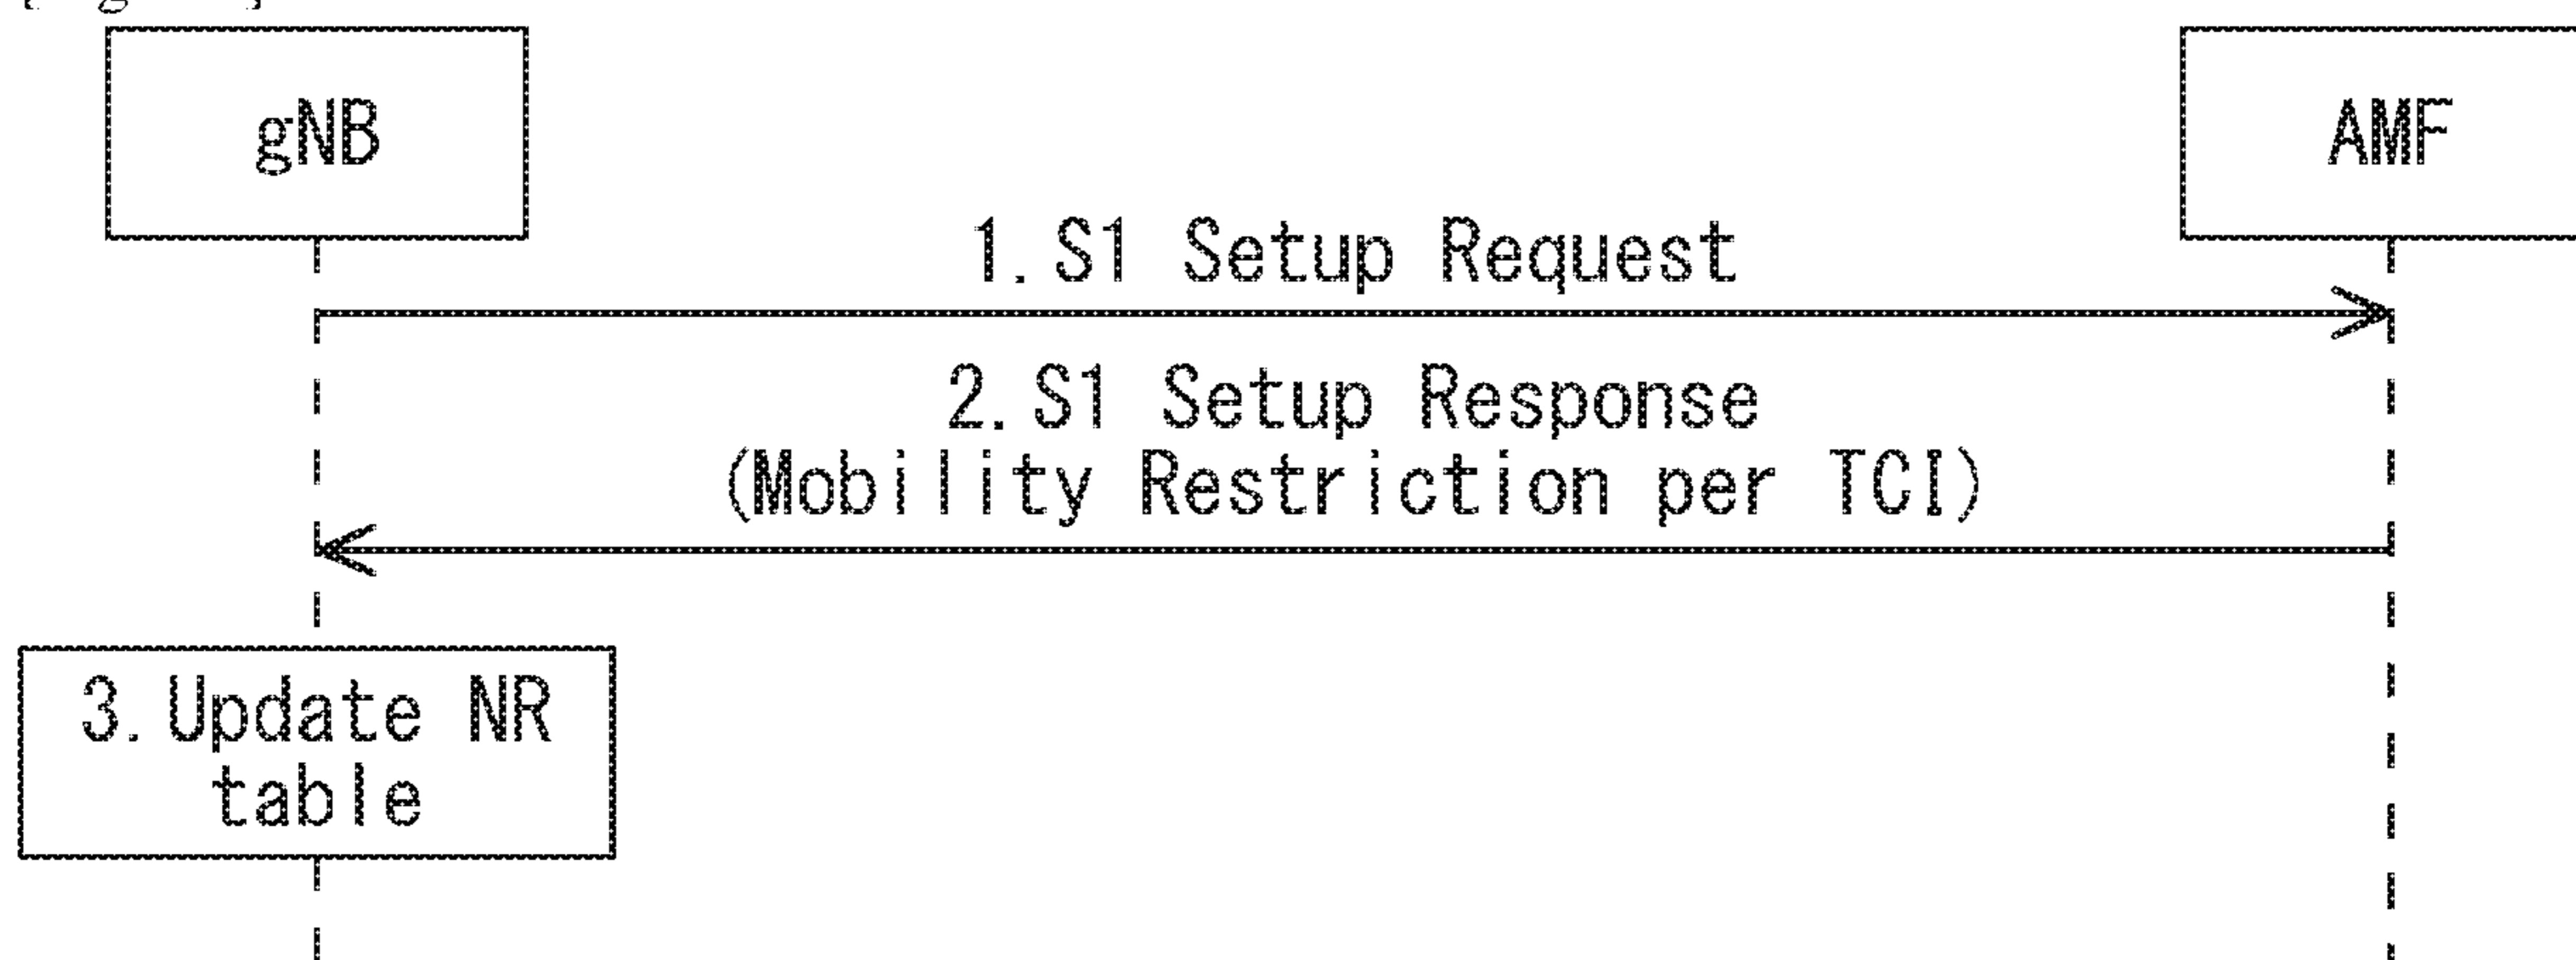 gNB
AMF
1. S1 Setup Request
2. S1 Setup Response
(Mobility Restriction per TCI)
3. Update NR
table